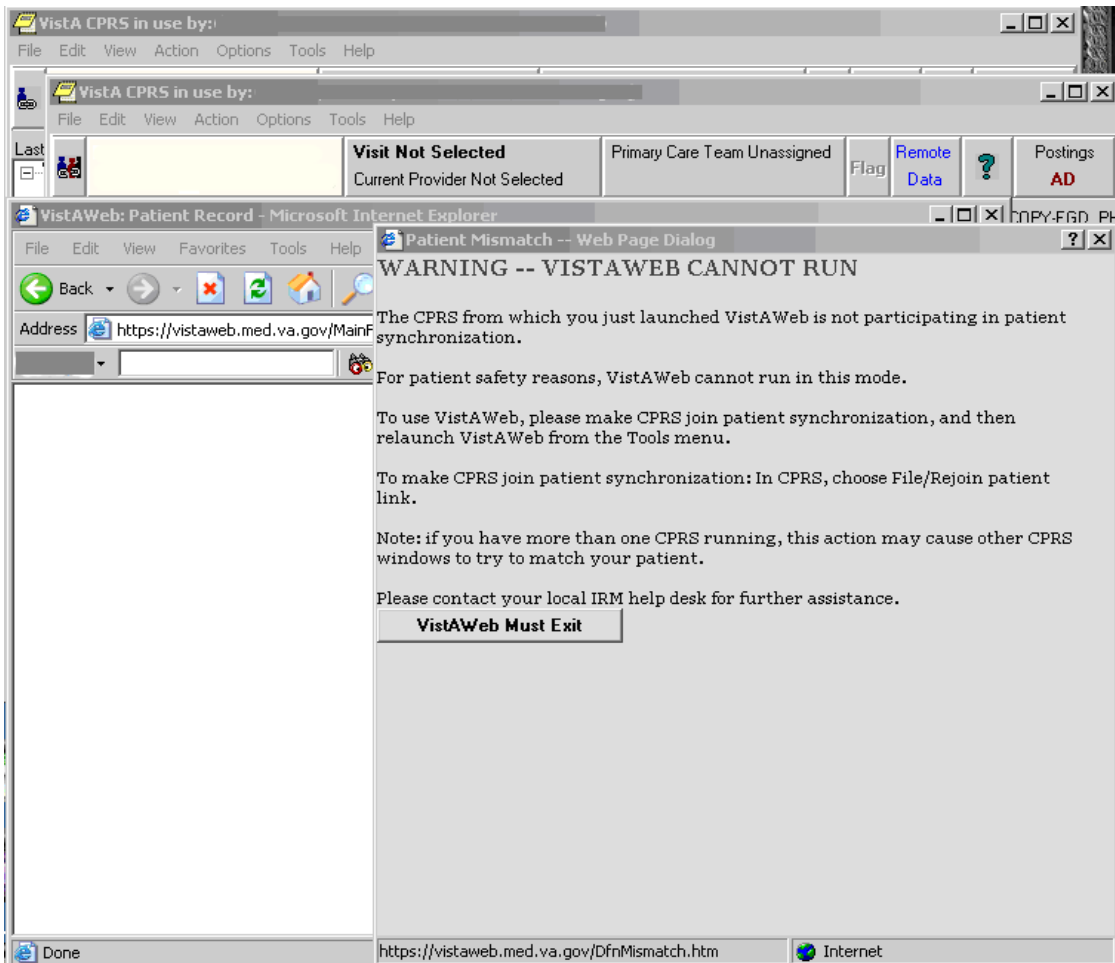 VistA CPRS in use by:
File Edit View Action Options Tools Help
VistA CPRS in use by:
File Edit View Action Options Tools Help
Last
Visit Not Selected
Current Provider Not Selected
Primary Care Team Unassigned
Flag
Remote
Data
?
Postings
AD
VistAWeb: Patient Record - Microsoft Internet Explorer
File Edit View Favorites Tools Help
Back
Address https://vistaweb.med.va.gov/MainF
Patient Mismatch -- Web Page Dialog
WARNING -- VISTAWEB CANNOT RUN
The CPRS from which you just launched VistAWeb is not participating in patient
synchronization.
For patient safety reasons, VistAWeb cannot run in this mode.
To use VistAWeb, please make CPRS join patient synchronization, and then
relaunch VistAWeb from the Tools menu.
To make CPRS join patient synchronization: In CPRS, choose File/Rejoin patient
link.
Note: if you have more than one CPRS running, this action may cause other CPRS
windows to try to match your patient.
Please contact your local IRM help desk for further assistance.
VistAWeb Must Exit
Done
https://vistaweb.med.va.gov/DfnMismatch.htm
Internet